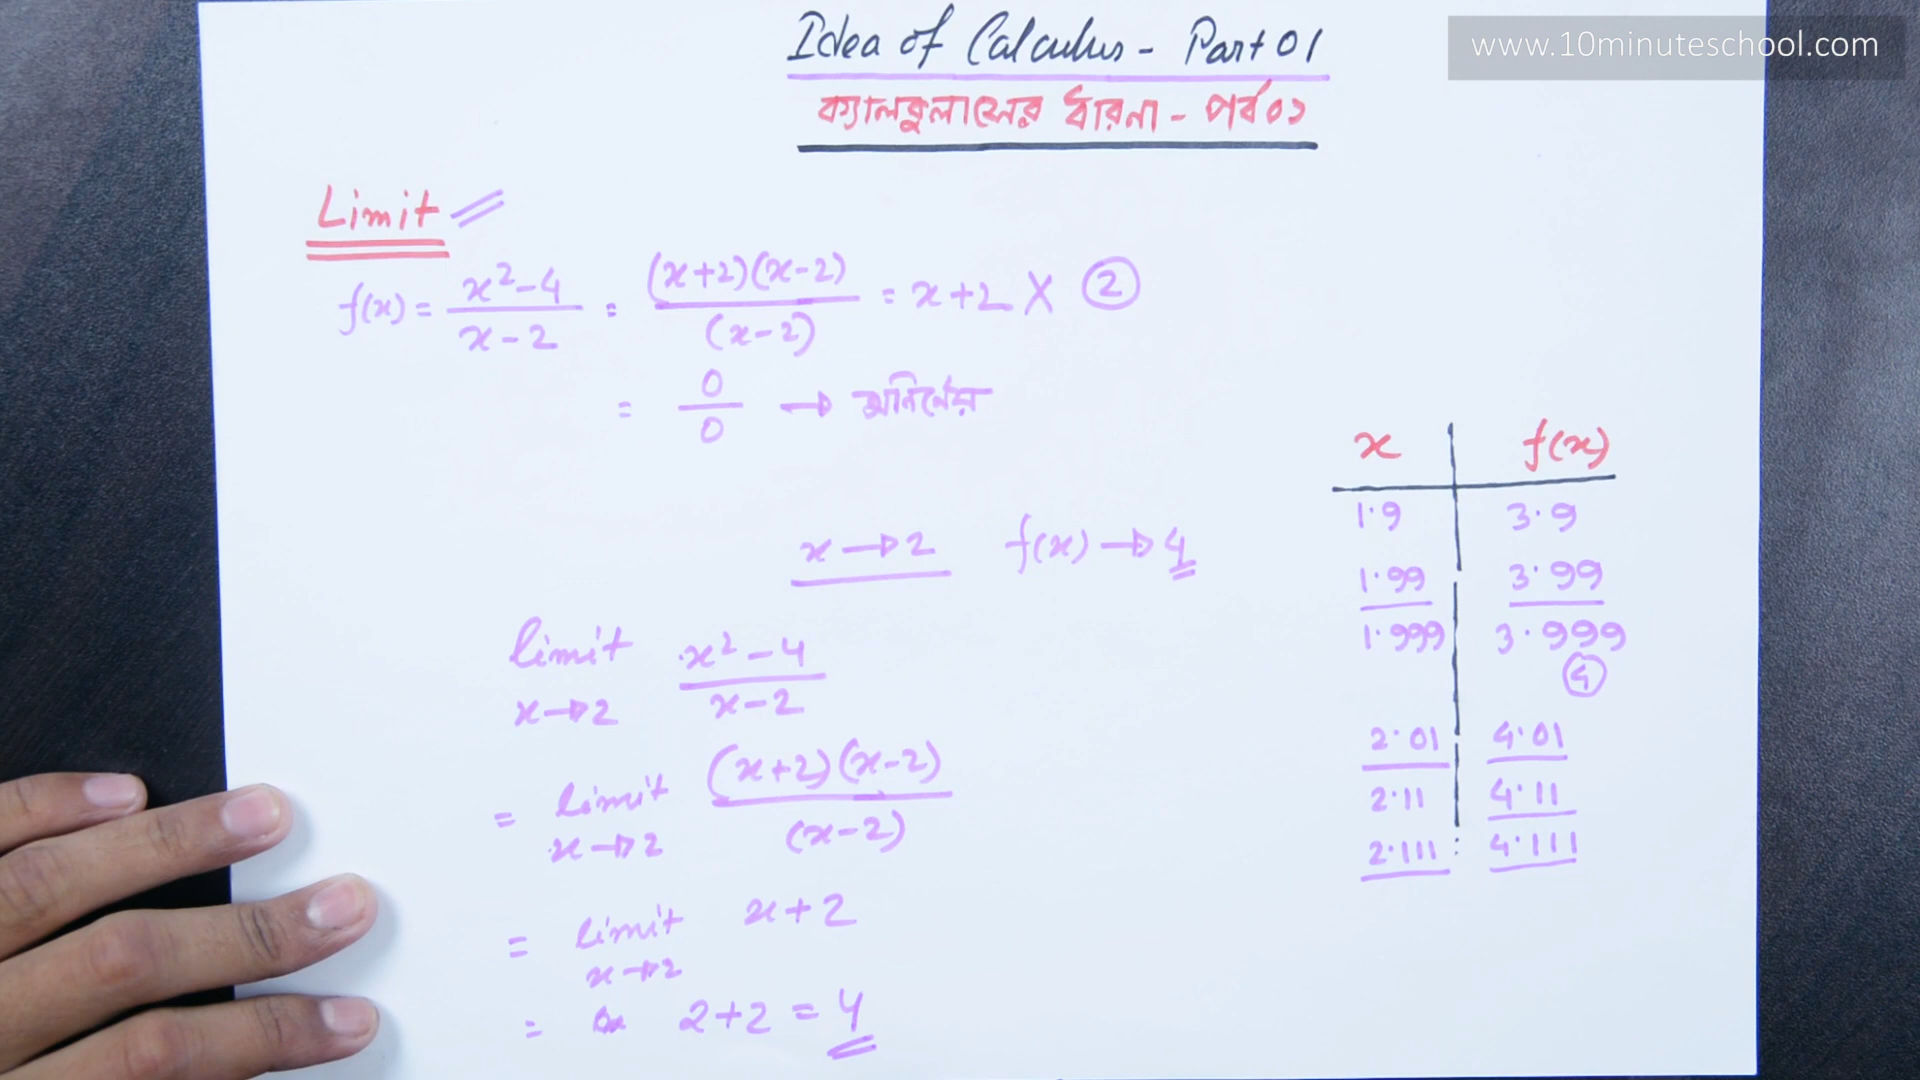 Idea of Calculus - Part 01
www.10minuteschool.com
ক্যালকুলাসের ধারনা - পর্ব ০১
Limit
f(x) = x²-4 / x-2 = (x+2)(x-2) / (x-2) = x+2 X ②
= 0/0 → অনির্নেয়
x → 2 f(x) → 4
limit x→2 x²-4 / x-2
= limit x→2 (x+2)(x-2) / (x-2)
= limit x→2 x+2
= 2+2 = 4
x f(x)
1.9 3.9
1.99 3.99
1.999 3.999
④
2.01 4.01
2.11 4.11
2.111 4.111